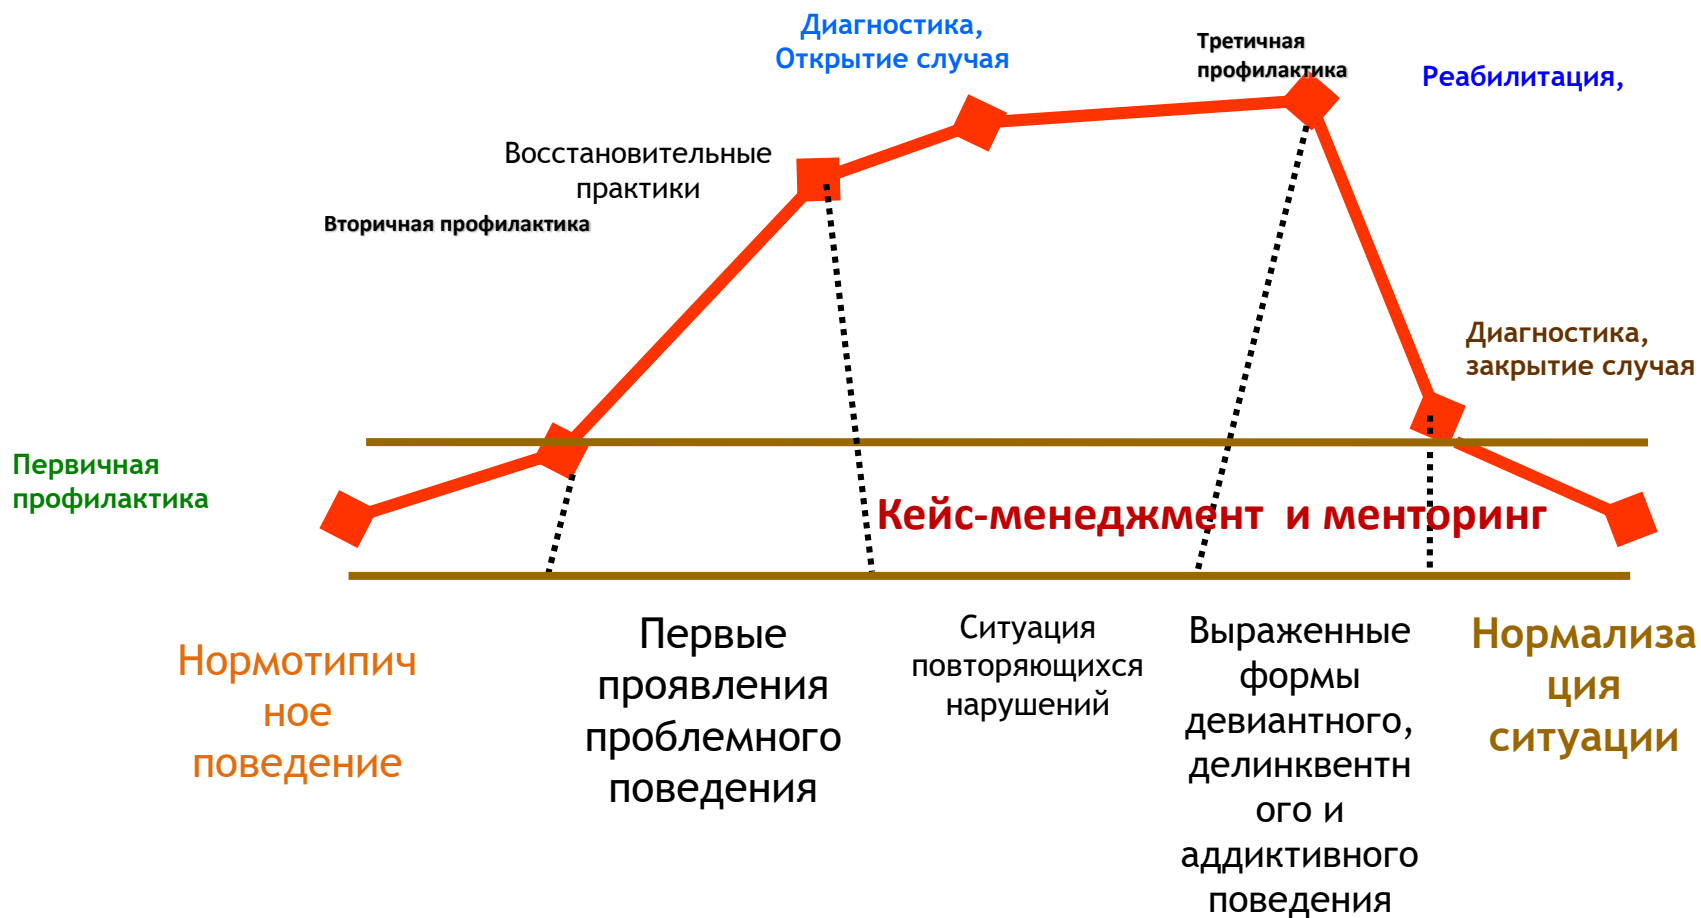 Диагностика,
Открытие случая
Третичная
профилактика
Реабилитация,
Восстановительные
практики
Вторичная профилактика
Диагностика,
закрытие случая
Первичная
профилактика
Кейс-менеджмент и менторинг
Нормотипич
ное
поведение
Первые
проявления
проблемного
поведения
Ситуация
повторяющихся
нарушений
Выраженные
формы
девиантного,
делинквентн
ого и
аддиктивного
поведения
Нормализа
ция
ситуации